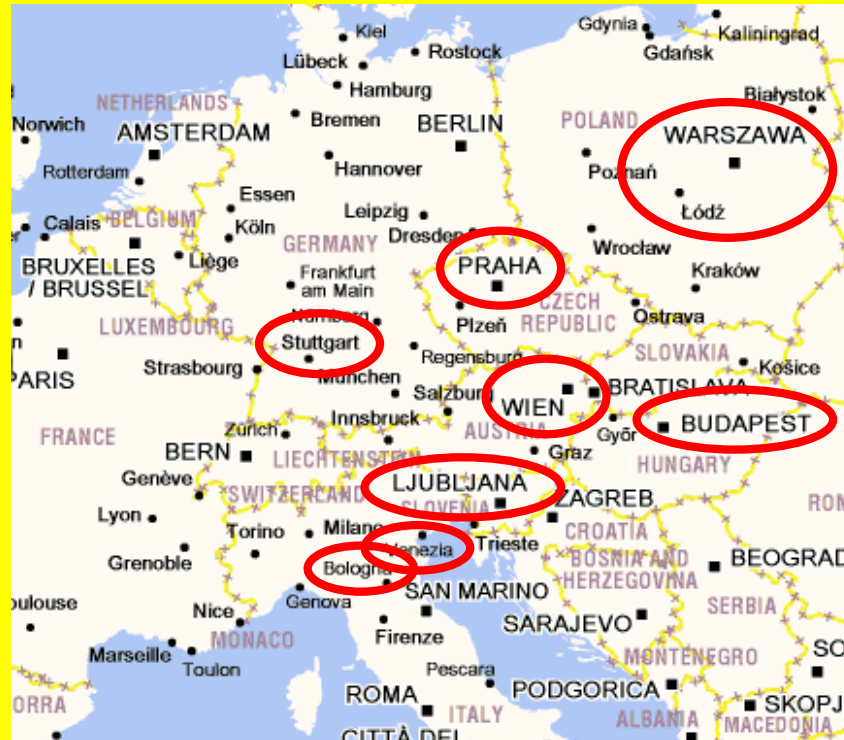 Kiel
Gdynia
Kaliningrad
Lübeck
Rostock
Gdańsk
Hamburg
NETHERLANDS
Białystok
Norwich
AMSTERDAM
Bremen
BERLIN
POLAND
WARSZAWA
Rotterdam
Hannover
Poznań
Essen
Leipzig
Łódź
Calais
BELGIUM
Köln
GERMANY
Dresden
Wrocław
BRUXELLES
/ BRUSSEL
Liège
Frankfurt
am Main
PRAHA
Kraków
CZECH
REPUBLIC
LUXEMBOURG
Nürnberg
Plzeň
Ostrava
Stuttgart
Regensburg
SLOVAKIA
PARIS
Strasbourg
München
Košice
Salzburg
WIEN
BRATISLAVA
FRANCE
Zürich
Innsbruck
AUSTRIA
Győr
BUDAPEST
BERN
LIECHTENSTEIN
Graz
HUNGARY
Genève
SWITZERLAND
LJUBLJANA
SLOVENIA
ZAGREB
Lyon
Torino
Milano
Venezia
Trieste
CROATIA
Grenoble
Bologna
BOSNIA AND
HERZEGOVINA
BEOGRAD
Genova
SAN MARINO
SERBIA
oulouse
Nice
MONACO
Firenze
SARAJEVO
Marseille
Toulon
MONTENEGRO
Pescara
ORRA
ROMA
PODGORICA
ITALY
ALBANIA
SKOPJ
MACEDONIA
CITTÀ DEL